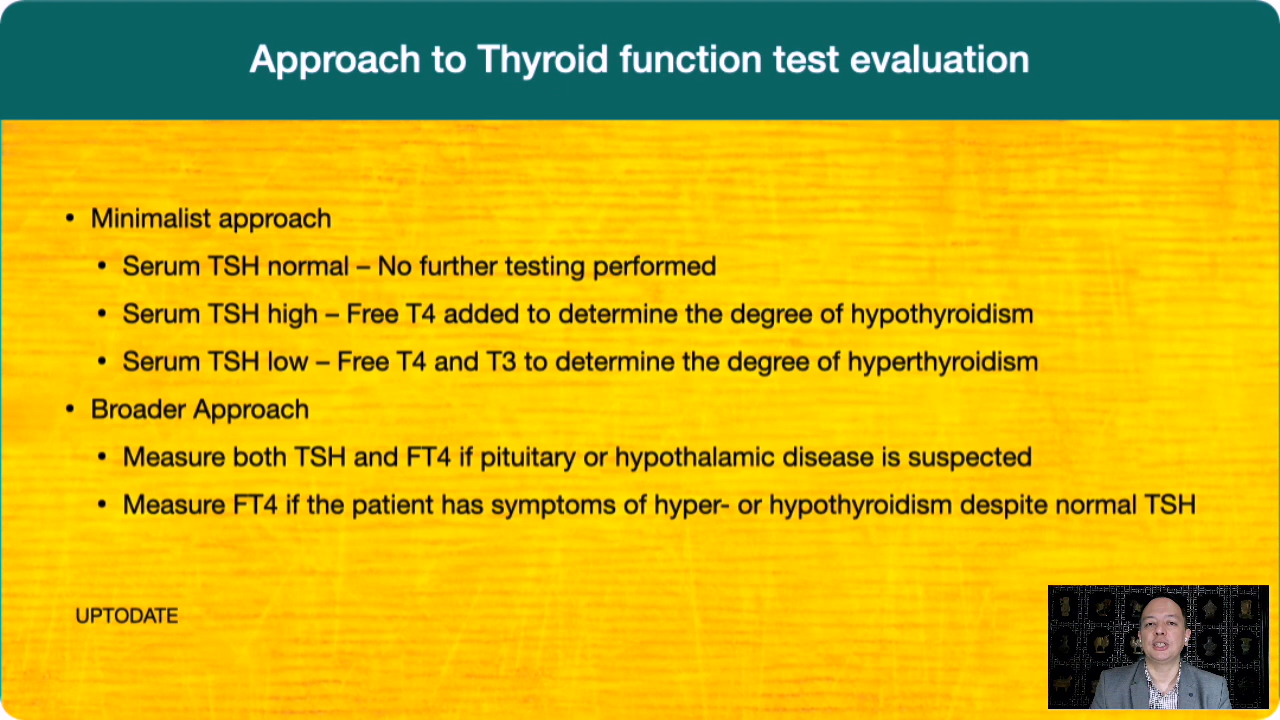 Approach to Thyroid function test evaluation
• Minimalist approach
• Serum TSH normal – No further testing performed
• Serum TSH high – Free T4 added to determine the degree of hypothyroidism
• Serum TSH low – Free T4 and T3 to determine the degree of hyperthyroidism
• Broader Approach
• Measure both TSH and FT4 if pituitary or hypothalamic disease is suspected
• Measure FT4 if the patient has symptoms of hyper- or hypothyroidism despite normal TSH
UPTODATE